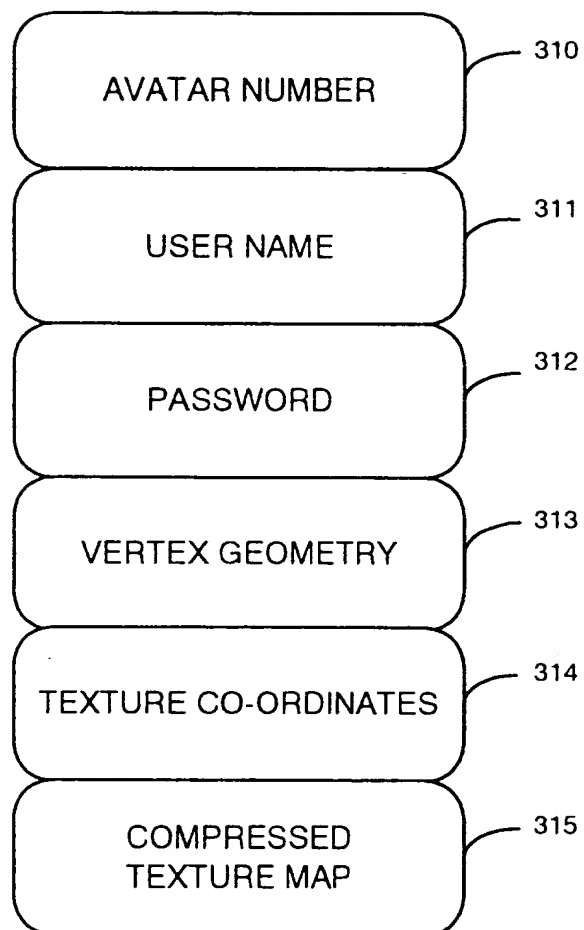 AVATAR NUMBER
310
USER NAME
311
PASSWORD
312
VERTEX GEOMETRY
313
TEXTURE CO-ORDINATES
314
COMPRESSED
TEXTURE MAP
315